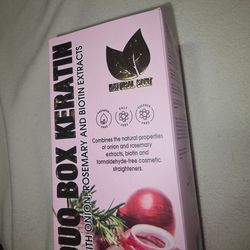 DUO BOX KERATIN
WITH ONION, ROSEMARY AND BIOTIN EXTRACTS
Combines the natural properties
of onion and rosemary
extracts, biotin and
formaldehyde-free cosmetic
straighteners.